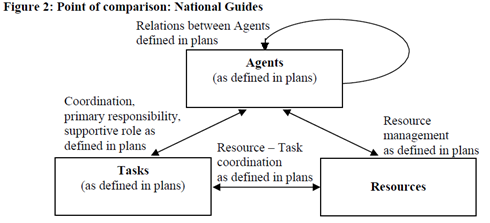 Figure 2: Point of comparison: National Guides
Relations between Agents
defined in plans
Agents
(as defined in plans)
Coordination,
primary responsibility,
supportive role as
defined in plans
Resource
management
as defined in plans
Resource – Task
coordination
as defined in plans
Tasks
(as defined in plans)
Resources